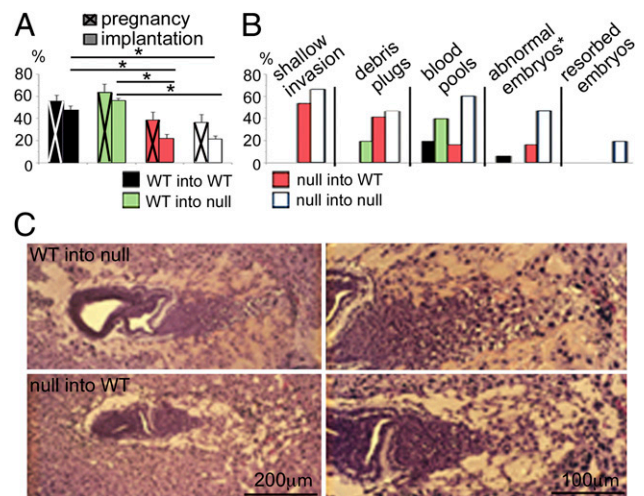 A
pregnancy
implantation
%
80
60
40
20
0
*
*
*
*
WT into WT
WT into null
B
%
80
60
40
20
0
shallow invasion
debris plugs
blood pools
abnormal embryos*
resorbed embryos
null into WT
null into null
C
WT into null
null into WT
200µm
100µm